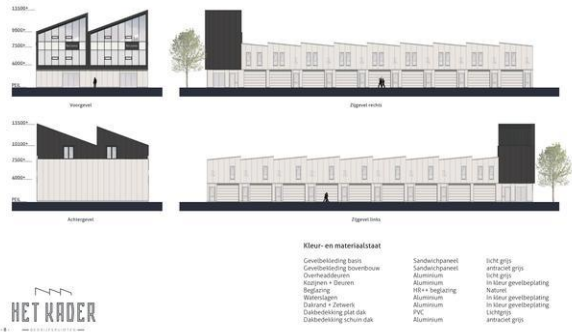 Voorgevel
Zijgevel rechts
Achtergevel
Zijgevel links
Kleur- en materiaalstaat
Gevelbekleding basis Sandwichpaneel licht grijs
Gevelbekleding bovenbouw Sandwichpaneel antraciet grijs
Overheaddeuren Aluminium licht grijs
Kozijnen + Deuren Aluminium In kleur gevelbeplating
Beglazing HR++ beglazing Naturel
Waterslagen Aluminium In kleur gevelbeplating
Dakrand + Zetwerk Aluminium In kleur gevelbeplating
Dakbedekking plat dak PVC Lichtgrijs
Dakbedekking schuin dak Aluminium antraciet grijs
HET KADER
BEDRIJFSRUIMTEN